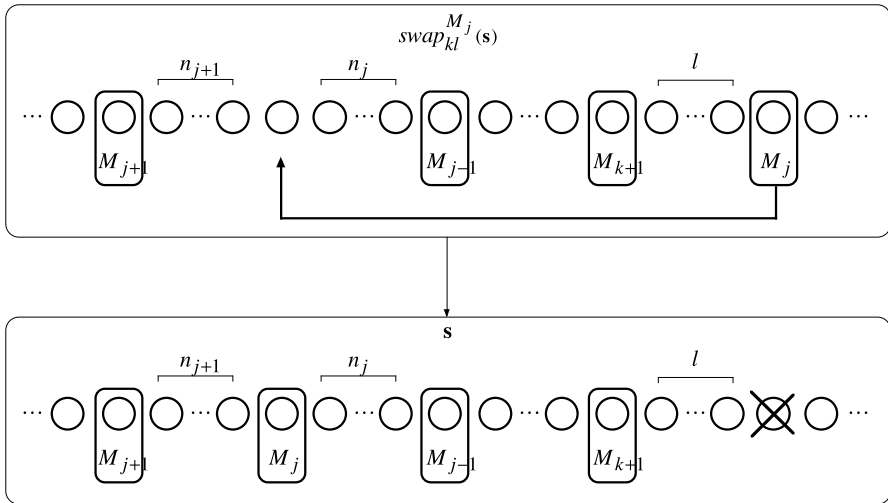 swap_{kl}^{M_j}(s)
n_{j+1} n_j l
··· ··· ··· ··· ··· ···
M_{j+1} M_{j−1} M_{k+1} M_j
s
n_{j+1} n_j l
··· ··· ··· ··· ··· ···
M_{j+1} M_j M_{j−1} M_{k+1}